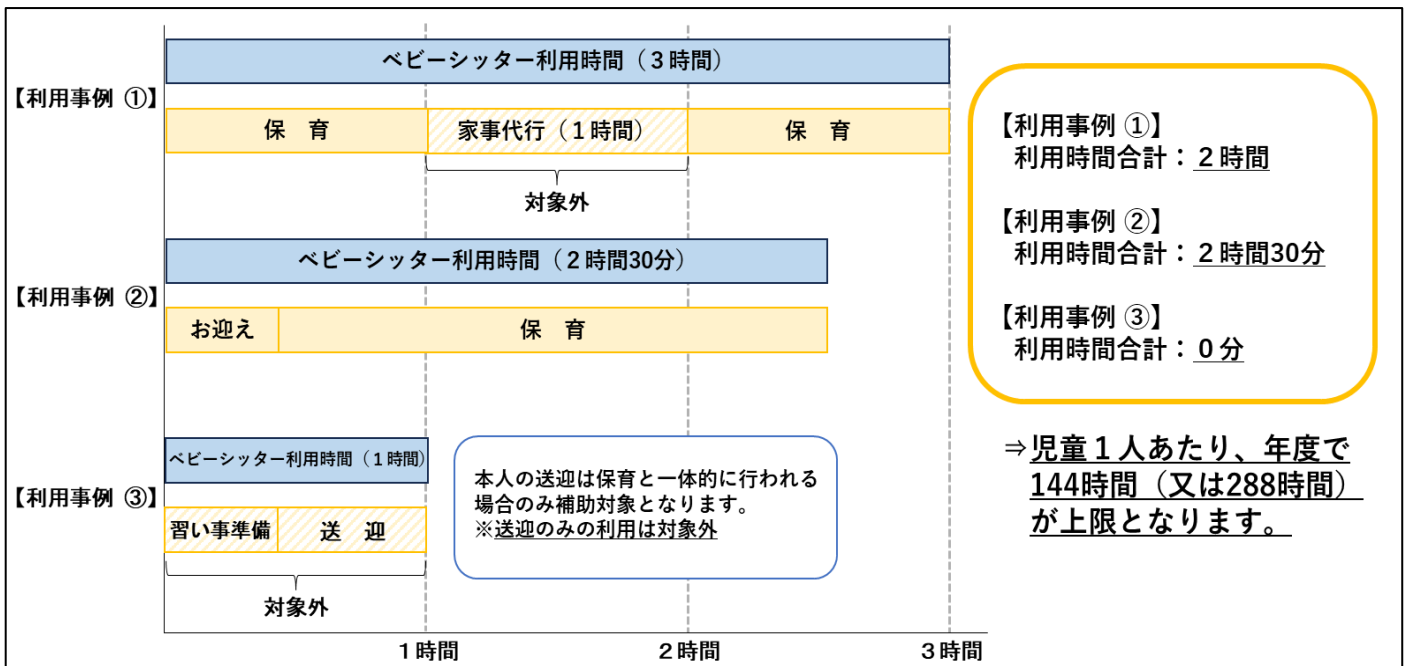 ベビーシッター利用時間（３時間）
【利用事例 ①】
保　育
家事代行（１時間）
保　育
対象外
ベビーシッター利用時間（２時間30分）
【利用事例 ②】
お迎え
保　育
ベビーシッター利用時間（１時間）
【利用事例 ③】
習い事準備
送　迎
対象外
本人の送迎は保育と一体的に行われる
場合のみ補助対象となります。
※送迎のみの利用は対象外
１時間
２時間
３時間
【利用事例 ①】
利用時間合計：２時間
【利用事例 ②】
利用時間合計：２時間30分
【利用事例 ③】
利用時間合計：０分
⇒児童１人あたり、年度で
144時間（又は288時間）
が上限となります。